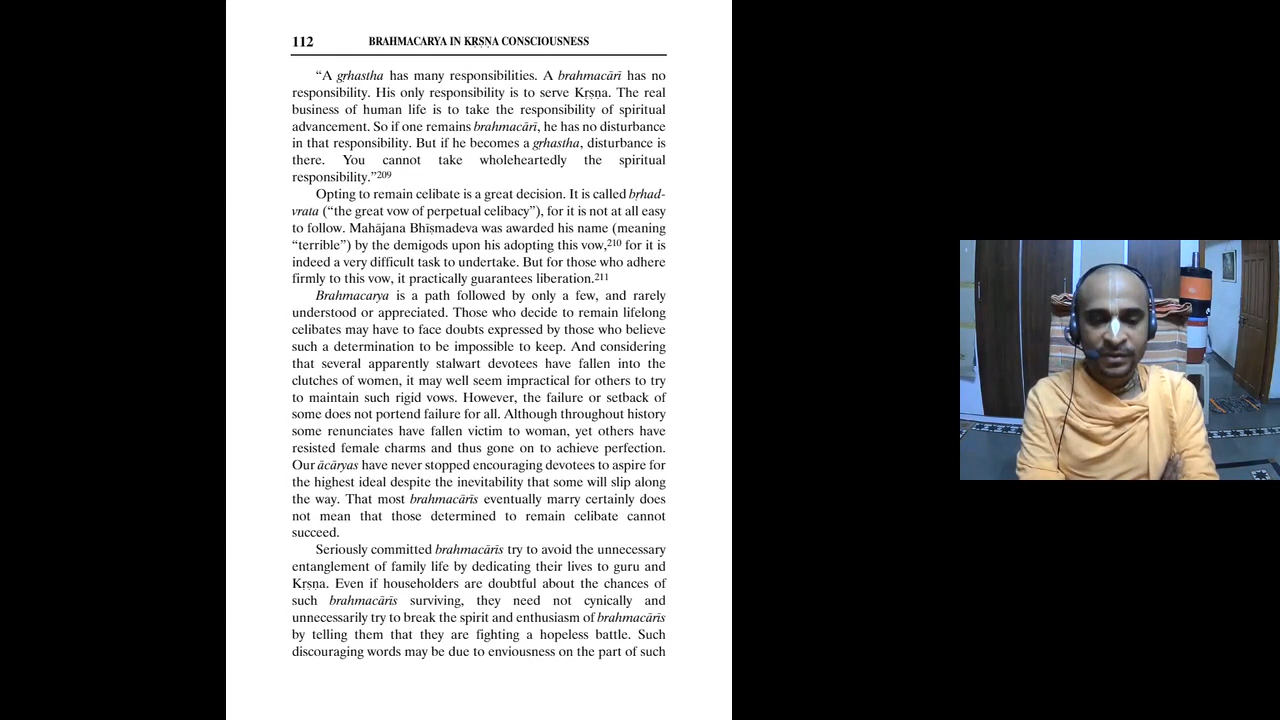 112 BRAHMACARYA IN KṚṢṆA CONSCIOUSNESS
“A gṛhastha has many responsibilities. A brahmacārī has no
responsibility. His only responsibility is to serve Kṛṣṇa. The real
business of human life is to take the responsibility of spiritual
advancement. So if one remains brahmacārī, he has no disturbance
in that responsibility. But if he becomes a gṛhastha, disturbance is
there. You cannot take wholeheartedly the spiritual
responsibility.”209
Opting to remain celibate is a great decision. It is called bṛhad-
vrata (“the great vow of perpetual celibacy”), for it is not at all easy
to follow. Mahājana Bhīṣmadeva was awarded his name (meaning
“terrible”) by the demigods upon his adopting this vow,210 for it is
indeed a very difficult task to undertake. But for those who adhere
firmly to this vow, it practically guarantees liberation.211
Brahmacarya is a path followed by only a few, and rarely
understood or appreciated. Those who decide to remain lifelong
celibates may have to face doubts expressed by those who believe
such a determination to be impossible to keep. And considering
that several apparently stalwart devotees have fallen into the
clutches of women, it may well seem impractical for others to try
to maintain such rigid vows. However, the failure or setback of
some does not portend failure for all. Although throughout history
some renunciates have fallen victim to woman, yet others have
resisted female charms and thus gone on to achieve perfection.
Our ācāryas have never stopped encouraging devotees to aspire for
the highest ideal despite the inevitability that some will slip along
the way. That most brahmacārīs eventually marry certainly does
not mean that those determined to remain celibate cannot
succeed.
Seriously committed brahmacārīs try to avoid the unnecessary
entanglement of family life by dedicating their lives to guru and
Kṛṣṇa. Even if householders are doubtful about the chances of
such brahmacārīs surviving, they need not cynically and
unnecessarily try to break the spirit and enthusiasm of brahmacārīs
by telling them that they are fighting a hopeless battle. Such
discouraging words may be due to enviousness on the part of such